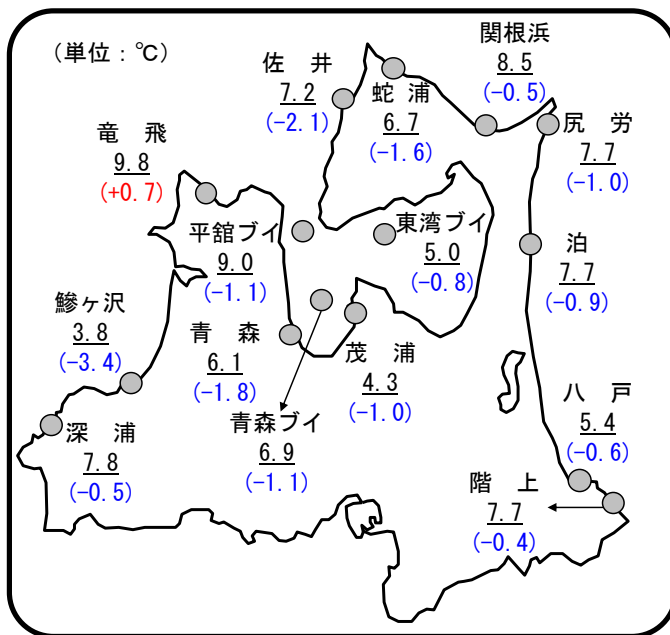 （単位：℃）
関根浜
8.5
(−0.5)
佐　井
7.2
(−2.1)
蛇　浦
6.7
(−1.6)
尻　労
7.7
(−1.0)
竜　飛
9.8
(+0.7)
平舘ブイ
9.0
(−1.1)
東湾ブイ
5.0
(−0.8)
泊
7.7
(−0.9)
鰺ヶ沢
3.8
(−3.4)
青　森
6.1
(−1.8)
茂　浦
4.3
(−1.0)
八　戸
5.4
(−0.6)
深　浦
7.8
(−0.5)
青森ブイ
6.9
(−1.1)
階　上
7.7
(−0.4)